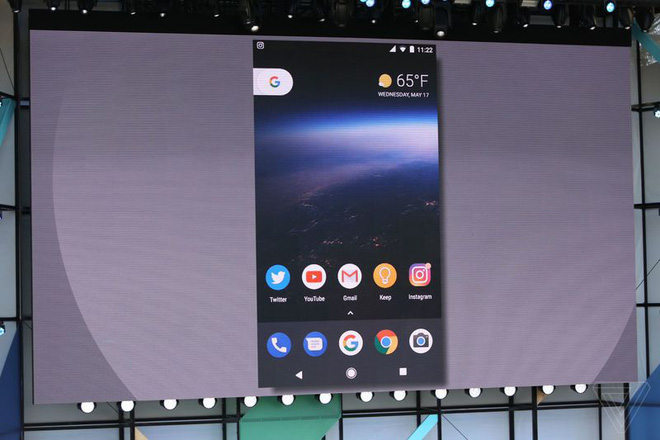 11:22
G
65°F
WEDNESDAY, MAY 17
Twitter YouTube Gmail Keep Instagram
G